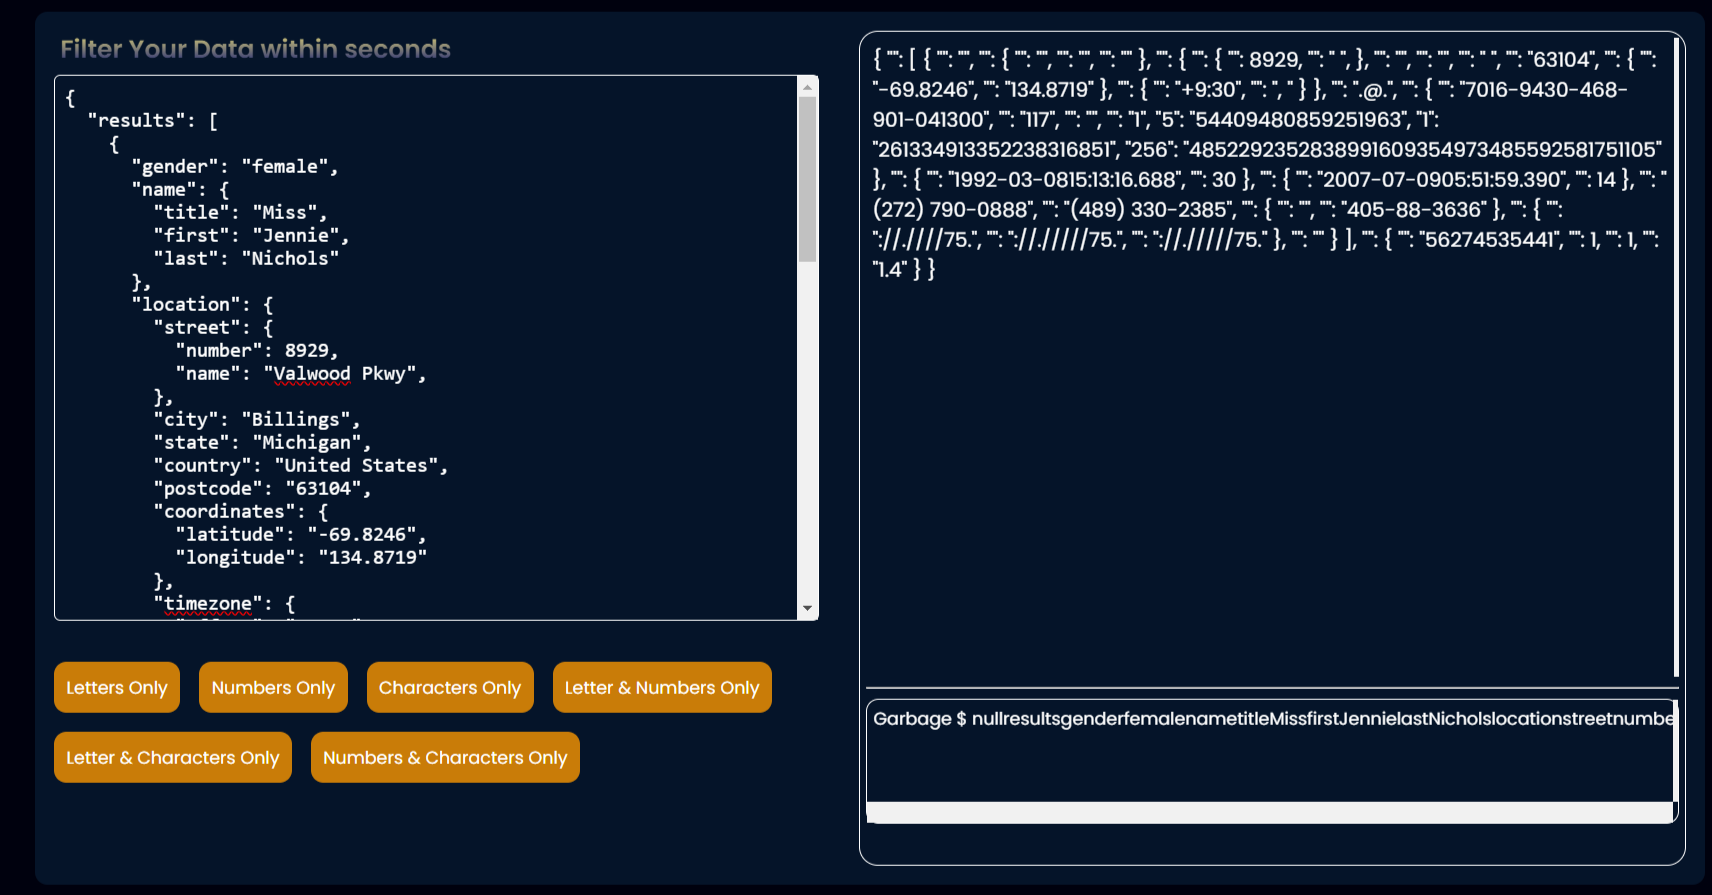 Filter Your Data within seconds
{
"results": [
{
"gender": "female",
"name": {
"title": "Miss",
"first": "Jennie",
"last": "Nichols"
},
"location": {
"street": {
"number": 8929,
"name": "Valwood Pkwy",
},
"city": "Billings",
"state": "Michigan",
"country": "United States",
"postcode": "63104",
"coordinates": {
"latitude": "-69.8246",
"longitude": "134.8719"
},
"timezone": {
Letters Only
Numbers Only
Characters Only
Letter & Numbers Only
Letter & Characters Only
Numbers & Characters Only
{ "": [ { "": "", "": { "": "", "": "", "": "" }, "": { "": { "": 8929, "": " ", }, "": "", "": "", "": " ", "": "63104", "": { "":
"-69.8246", "": "134.8719" }, "": { "": "+9:30", "": ", " } }, "": ".@.", "": { "": "7016-9430-468-
901-041300", "": "117", "": "", "": "1", "5": "54409480859251963", "1":
"261334913352238316851", "256": "4852292352838991609354973485592581751105"
}, "": { "": "1992-03-0815:13:16.688", "": 30 }, "": { "": "2007-07-0905:51:59.390", "": 14 }, "": "
(272) 790-0888", "": "(489) 330-2385", "": { "": "", "": "405-88-3636" }, "": { "":
"://.////75.", "": "://./////75.", "": "://./////75." }, "": "" } ], "": { "": "56274535441", "": 1, "": 1, "":
"1.4" } }
Garbage $ nullresultsgenderfemalenametitleMissfirstJennielastNicholslocationstreetnumbe